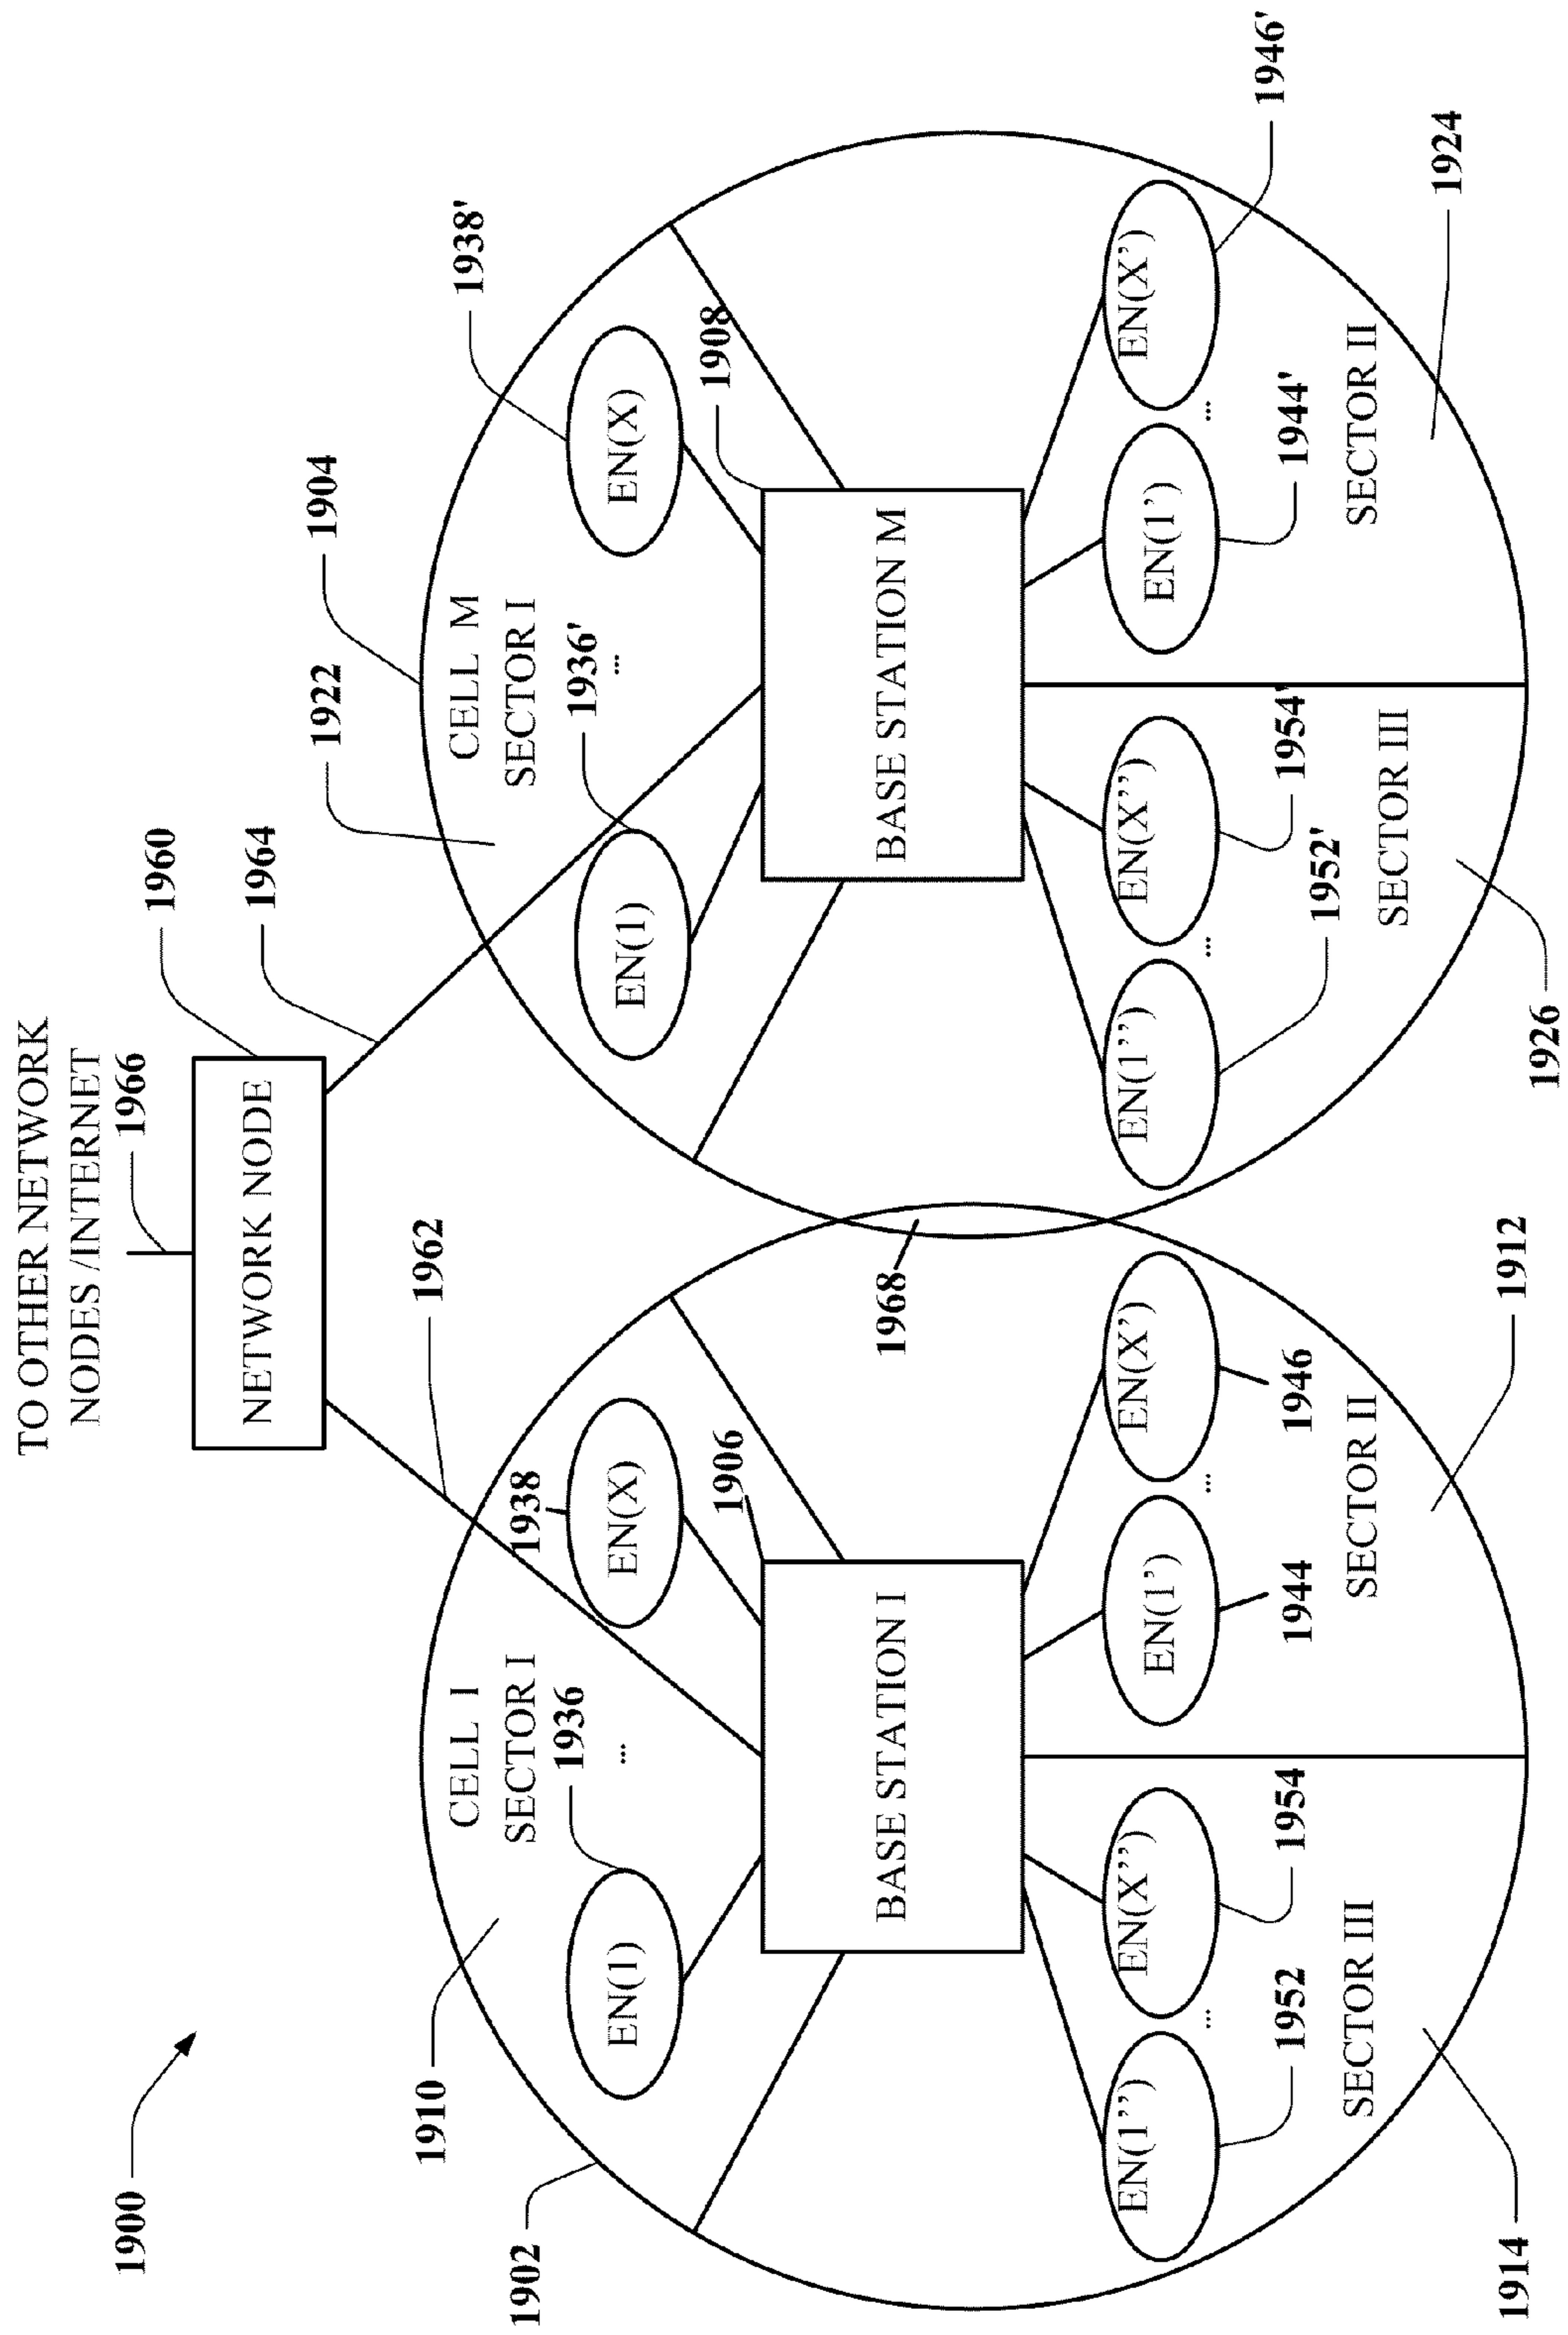 1900
TO OTHER NETWORK
NODES /INTERNET
1966
NETWORK NODE
1960
1962
1964
1902
1910
CELL I
SECTOR I
1936
...
1938
EN(1)
EN(X)
1906
BASE STATION I
EN(1'')
...
EN(X'')
EN(1')
...
EN(X')
1952
1954
1944
1946
SECTOR III
SECTOR II
1914
1912
1968
1904
1922
CELL M
SECTOR I
1936'
...
1938'
EN(1)
EN(X)
1908
BASE STATION M
EN(1'')
...
EN(X'')
EN(1')
...
EN(X')
1952'
1954'
1944'
1946'
SECTOR III
SECTOR II
1926
1924